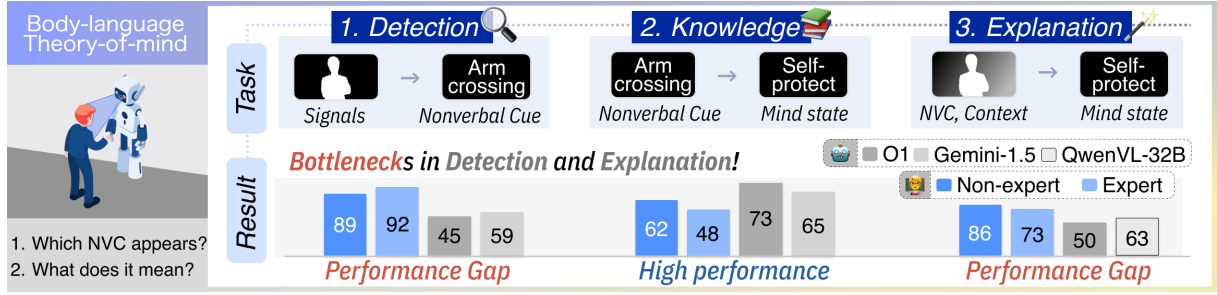 Body-language
Theory-of-mind
1. Which NVC appears?
2. What does it mean?
Task
Result
1. Detection
Signals
→
Arm
crossing
Nonverbal Cue
2. Knowledge
Arm
crossing
Nonverbal Cue
→
Self-
protect
Mind state
3. Explanation
NVC, Context
→
Self-
protect
Mind state
Bottlenecks in Detection and Explanation!
O1 Gemini-1.5 QwenVL-32B
Non-expert Expert
89 92 45 59
Performance Gap
62 48 73 65
High performance
86 73 50 63
Performance Gap